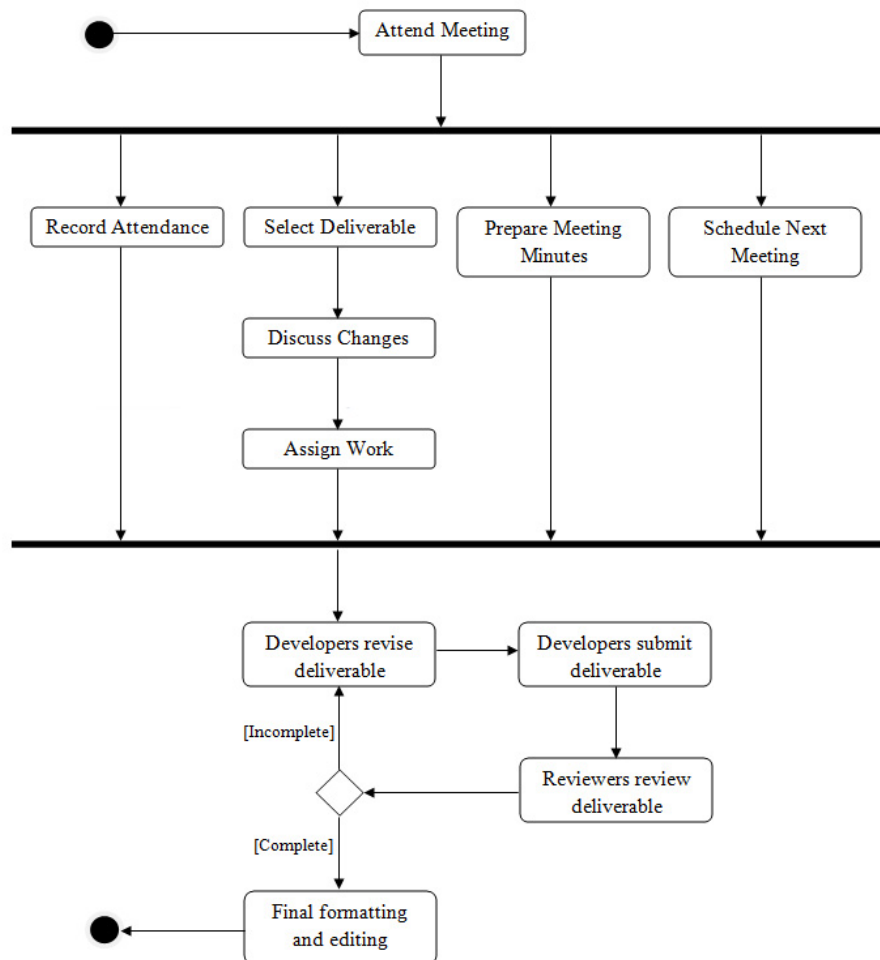 Attend Meeting
Record Attendance
Select Deliverable
Prepare Meeting
Minutes
Schedule Next
Meeting
Discuss Changes
Assign Work
Developers revise
deliverable
Developers submit
deliverable
[Incomplete]
Reviewers review
deliverable
[Complete]
Final formatting
and editing